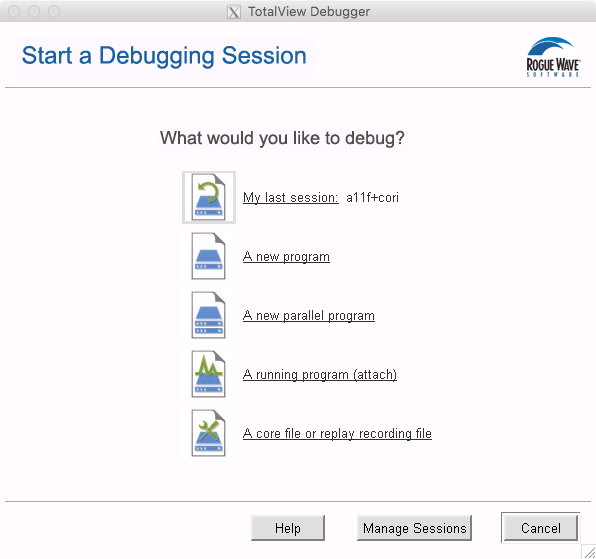 TotalView Debugger
Start a Debugging Session
ROGUE WAVE
SOFTWARE
What would you like to debug?
My last session: a11f+cori
A new program
A new parallel program
A running program (attach)
A core file or replay recording file
Help Manage Sessions Cancel